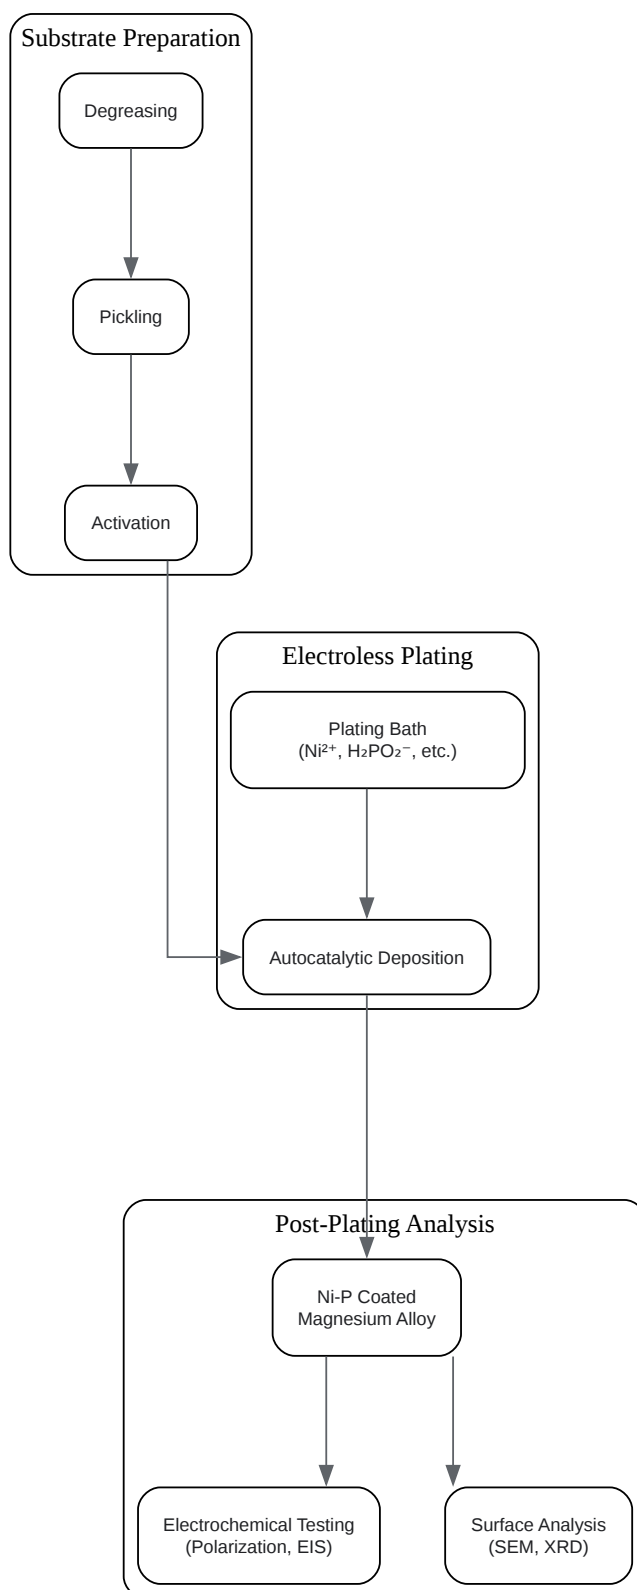 Substrate Preparation
Degreasing
Pickling
Activation
Electroless Plating
Plating Bath
(Ni²⁺, H₂PO₂⁻, etc.)
Autocatalytic Deposition
Post-Plating Analysis
Ni-P Coated
Magnesium Alloy
Electrochemical Testing
(Polarization, EIS)
Surface Analysis
(SEM, XRD)